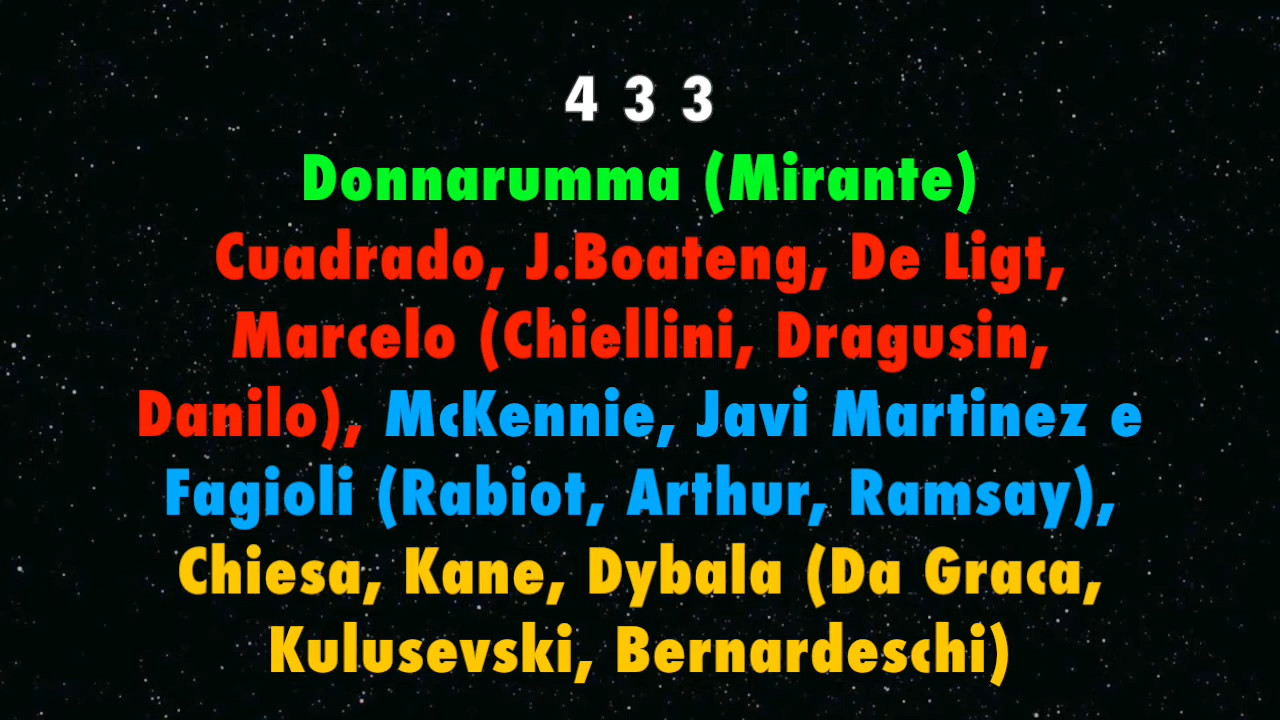 4 3 3
Donnarumma (Mirante)
Cuadrado, J.Boateng, De Ligt,
Marcelo (Chiellini, Dragusin,
Danilo), McKennie, Javi Martinez e
Fagioli (Rabiot, Arthur, Ramsay),
Chiesa, Kane, Dybala (Da Graca,
Kulusevski, Bernardeschi)